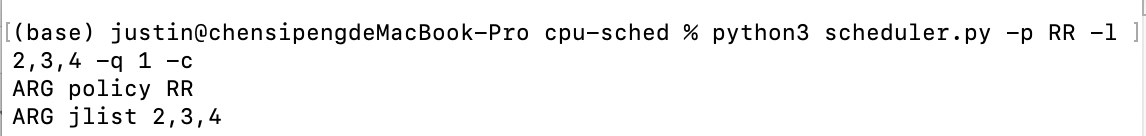 [(base) justin@chensipengdeMacBook-Pro cpu-sched % python3 scheduler.py -p RR -l ]
2,3,4 -q 1 -c
ARG policy RR
ARG jlist 2,3,4